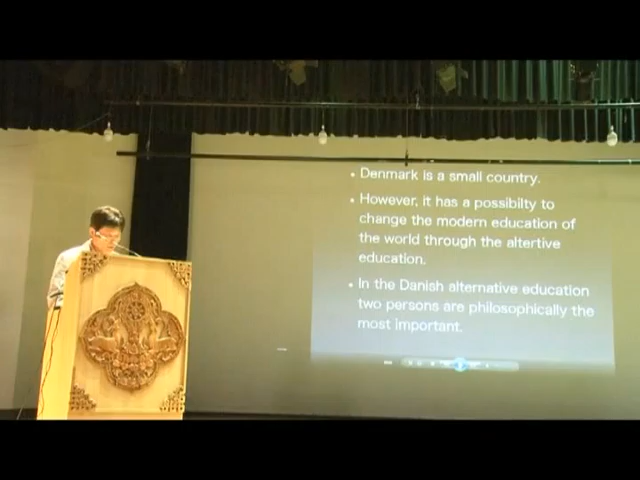 • Denmark is a small country.
• However, it has a possibilty to
change the modern education of
the world through the altertive
education.
• In the Danish alternative education
two persons are philosophically the
most important.